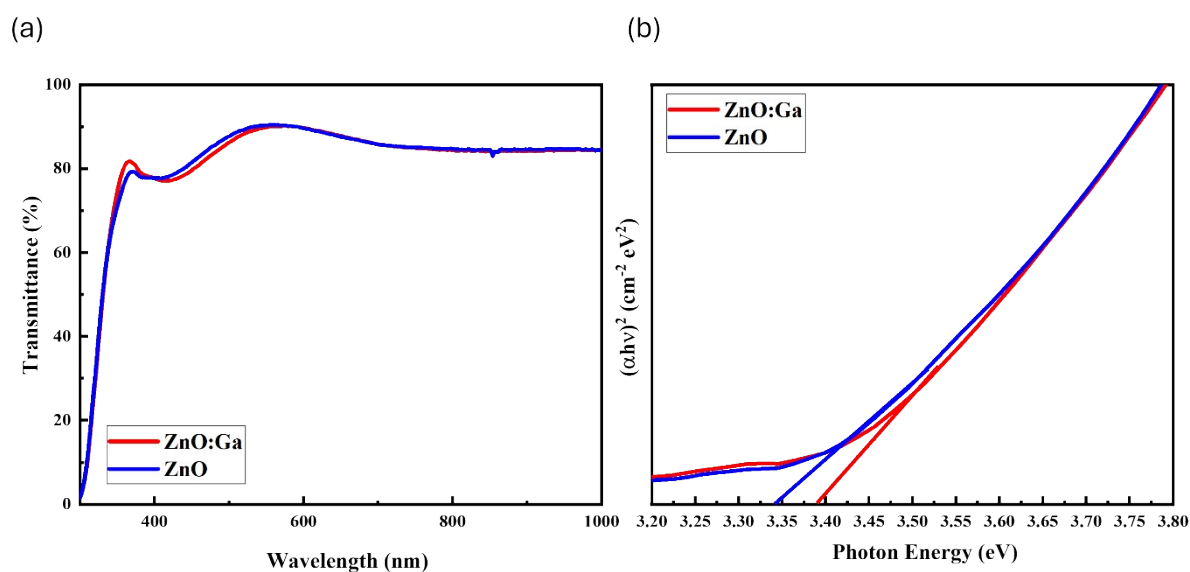 (a)
100
80
60
40
20
0
Transmittance (%)
ZnO:Ga
ZnO
400
600
800
1000
Wavelength (nm)
(b)
ZnO:Ga
ZnO
(αhν)² (cm⁻² eV²)
3.20 3.25 3.30 3.35 3.40 3.45 3.50 3.55 3.60 3.65 3.70 3.75 3.80
Photon Energy (eV)